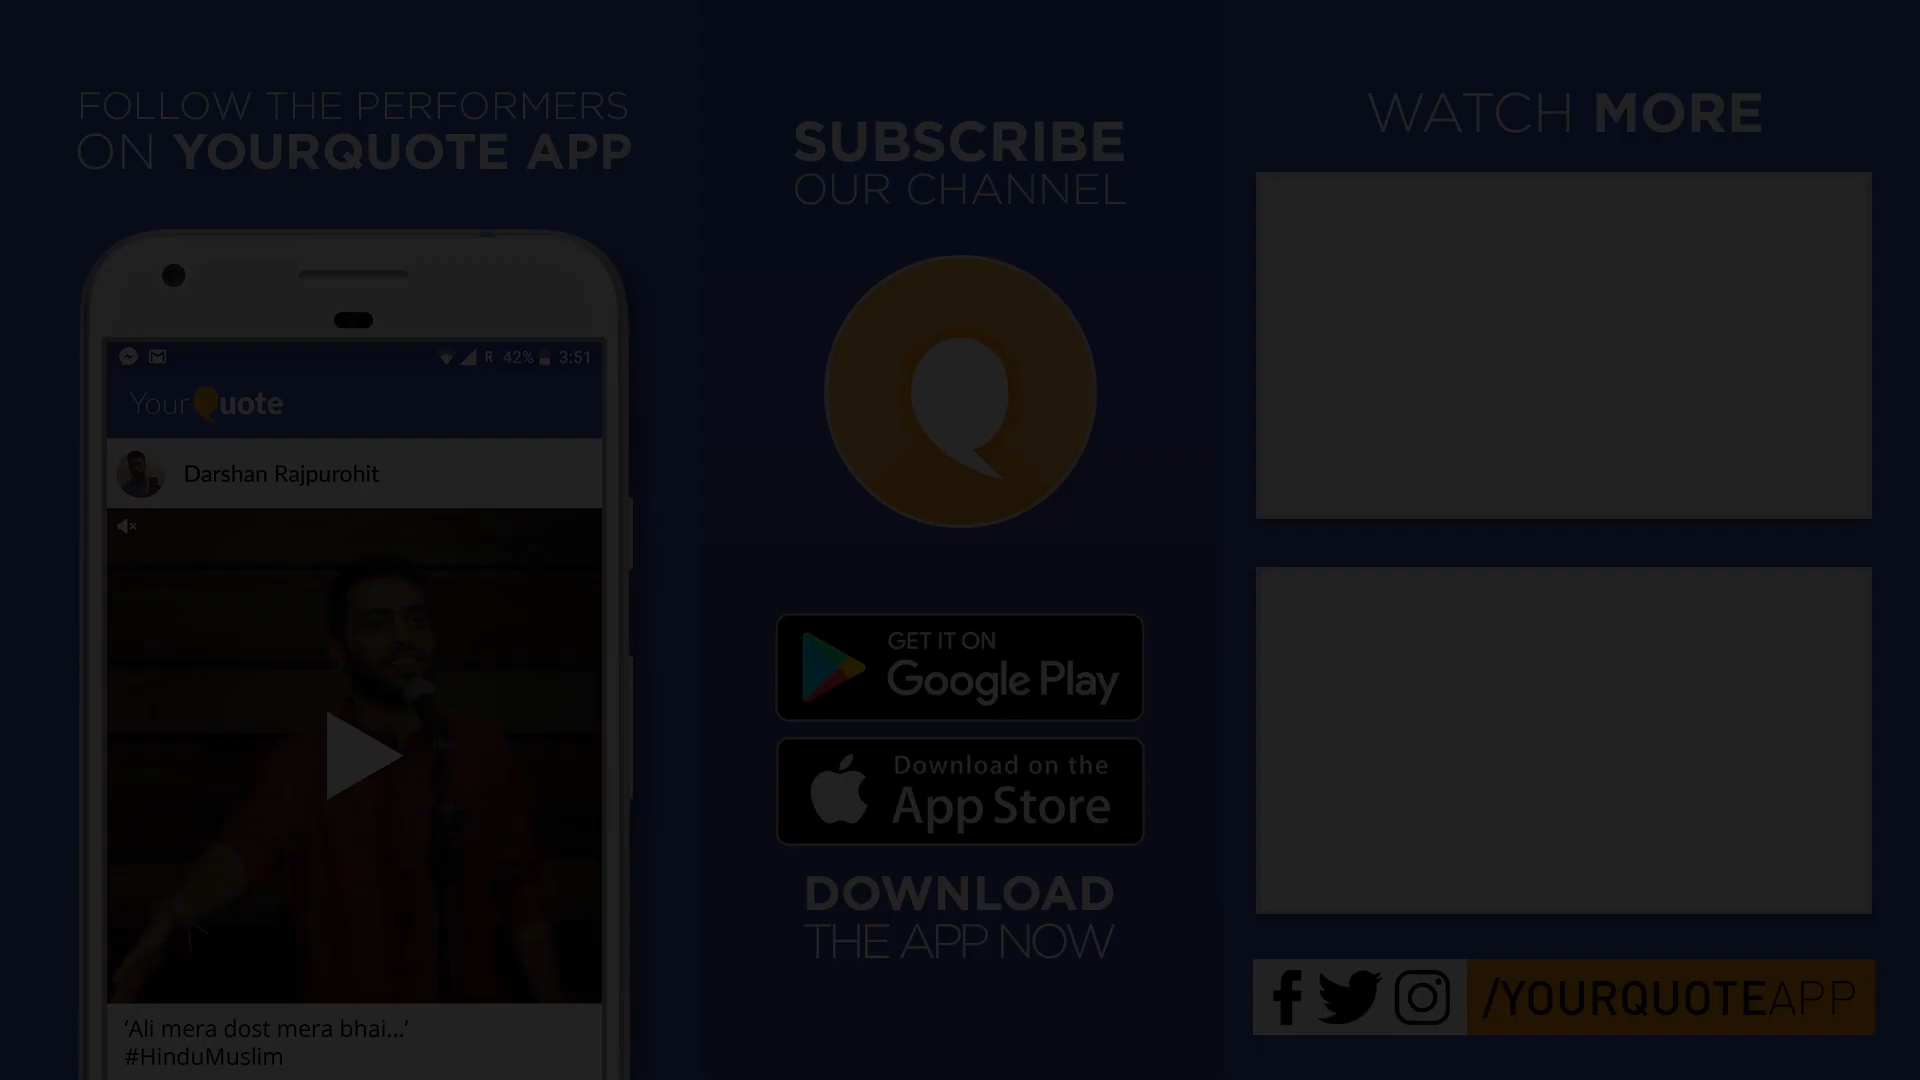 FOLLOW THE PERFORMERS
ON YOURQUOTE APP
R 42% 3:51
YourQuote
Darshan Rajpurohit
‘Ali mera dost mera bhai...’
#HinduMuslim
SUBSCRIBE
OUR CHANNEL
GET IT ON
Google Play
Download on the
App Store
DOWNLOAD
THE APP NOW
WATCH MORE
/YOURQUOTEAPP